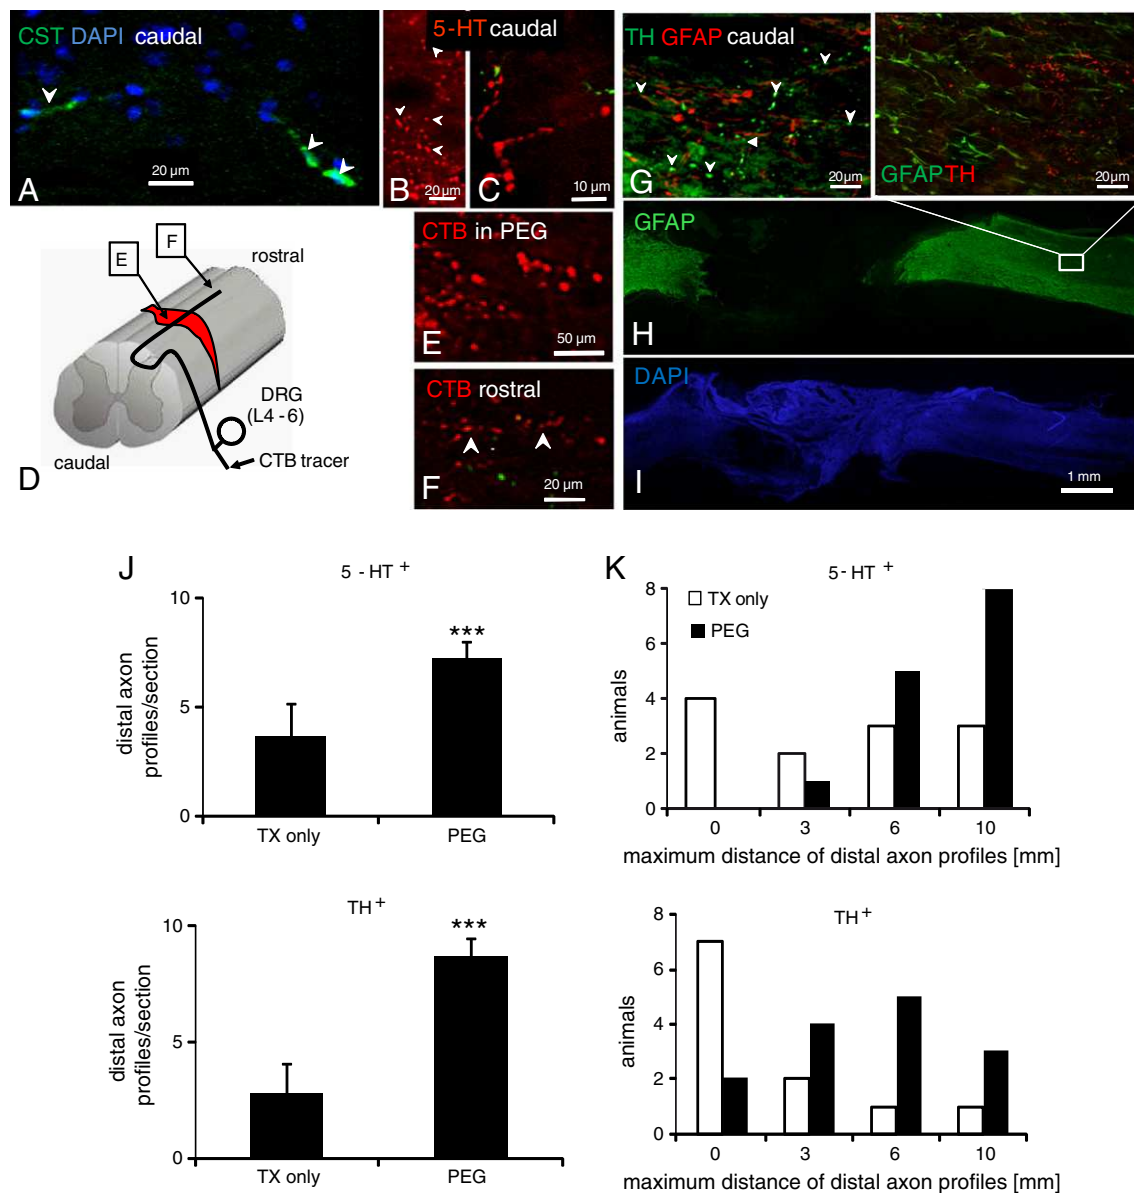 CST DAPI caudal
20 µm
A
5-HT caudal
B
20µm
C
10 µm
TH GFAP caudal
G
20 µm
GFAP TH
20µm
D
E
F
rostral
DRG
(L4-6)
CTB tracer
caudal
CTB in PEG
E
50 µm
CTB rostral
F
20 µm
GFAP
H
DAPI
I
1 mm
J
5 - HT +
distal axon
profiles/section
10
5
0
TX only
PEG
***
K
5-HT +
TX only
PEG
animals
8
6
4
2
0
0 3 6 10
maximum distance of distal axon profiles [mm]
TH +
distal axon
profiles/section
10
5
0
TX only
PEG
***
TH +
animals
8
6
4
2
0
0 3 6 10
maximum distance of distal axon profiles [mm]